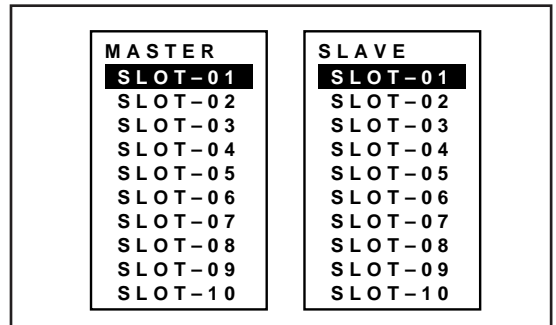 MASTER
SLOT–01
SLOT–02
SLOT–03
SLOT–04
SLOT–05
SLOT–06
SLOT–07
SLOT–08
SLOT–09
SLOT–10
SLAVE
SLOT–01
SLOT–02
SLOT–03
SLOT–04
SLOT–05
SLOT–06
SLOT–07
SLOT–08
SLOT–09
SLOT–10